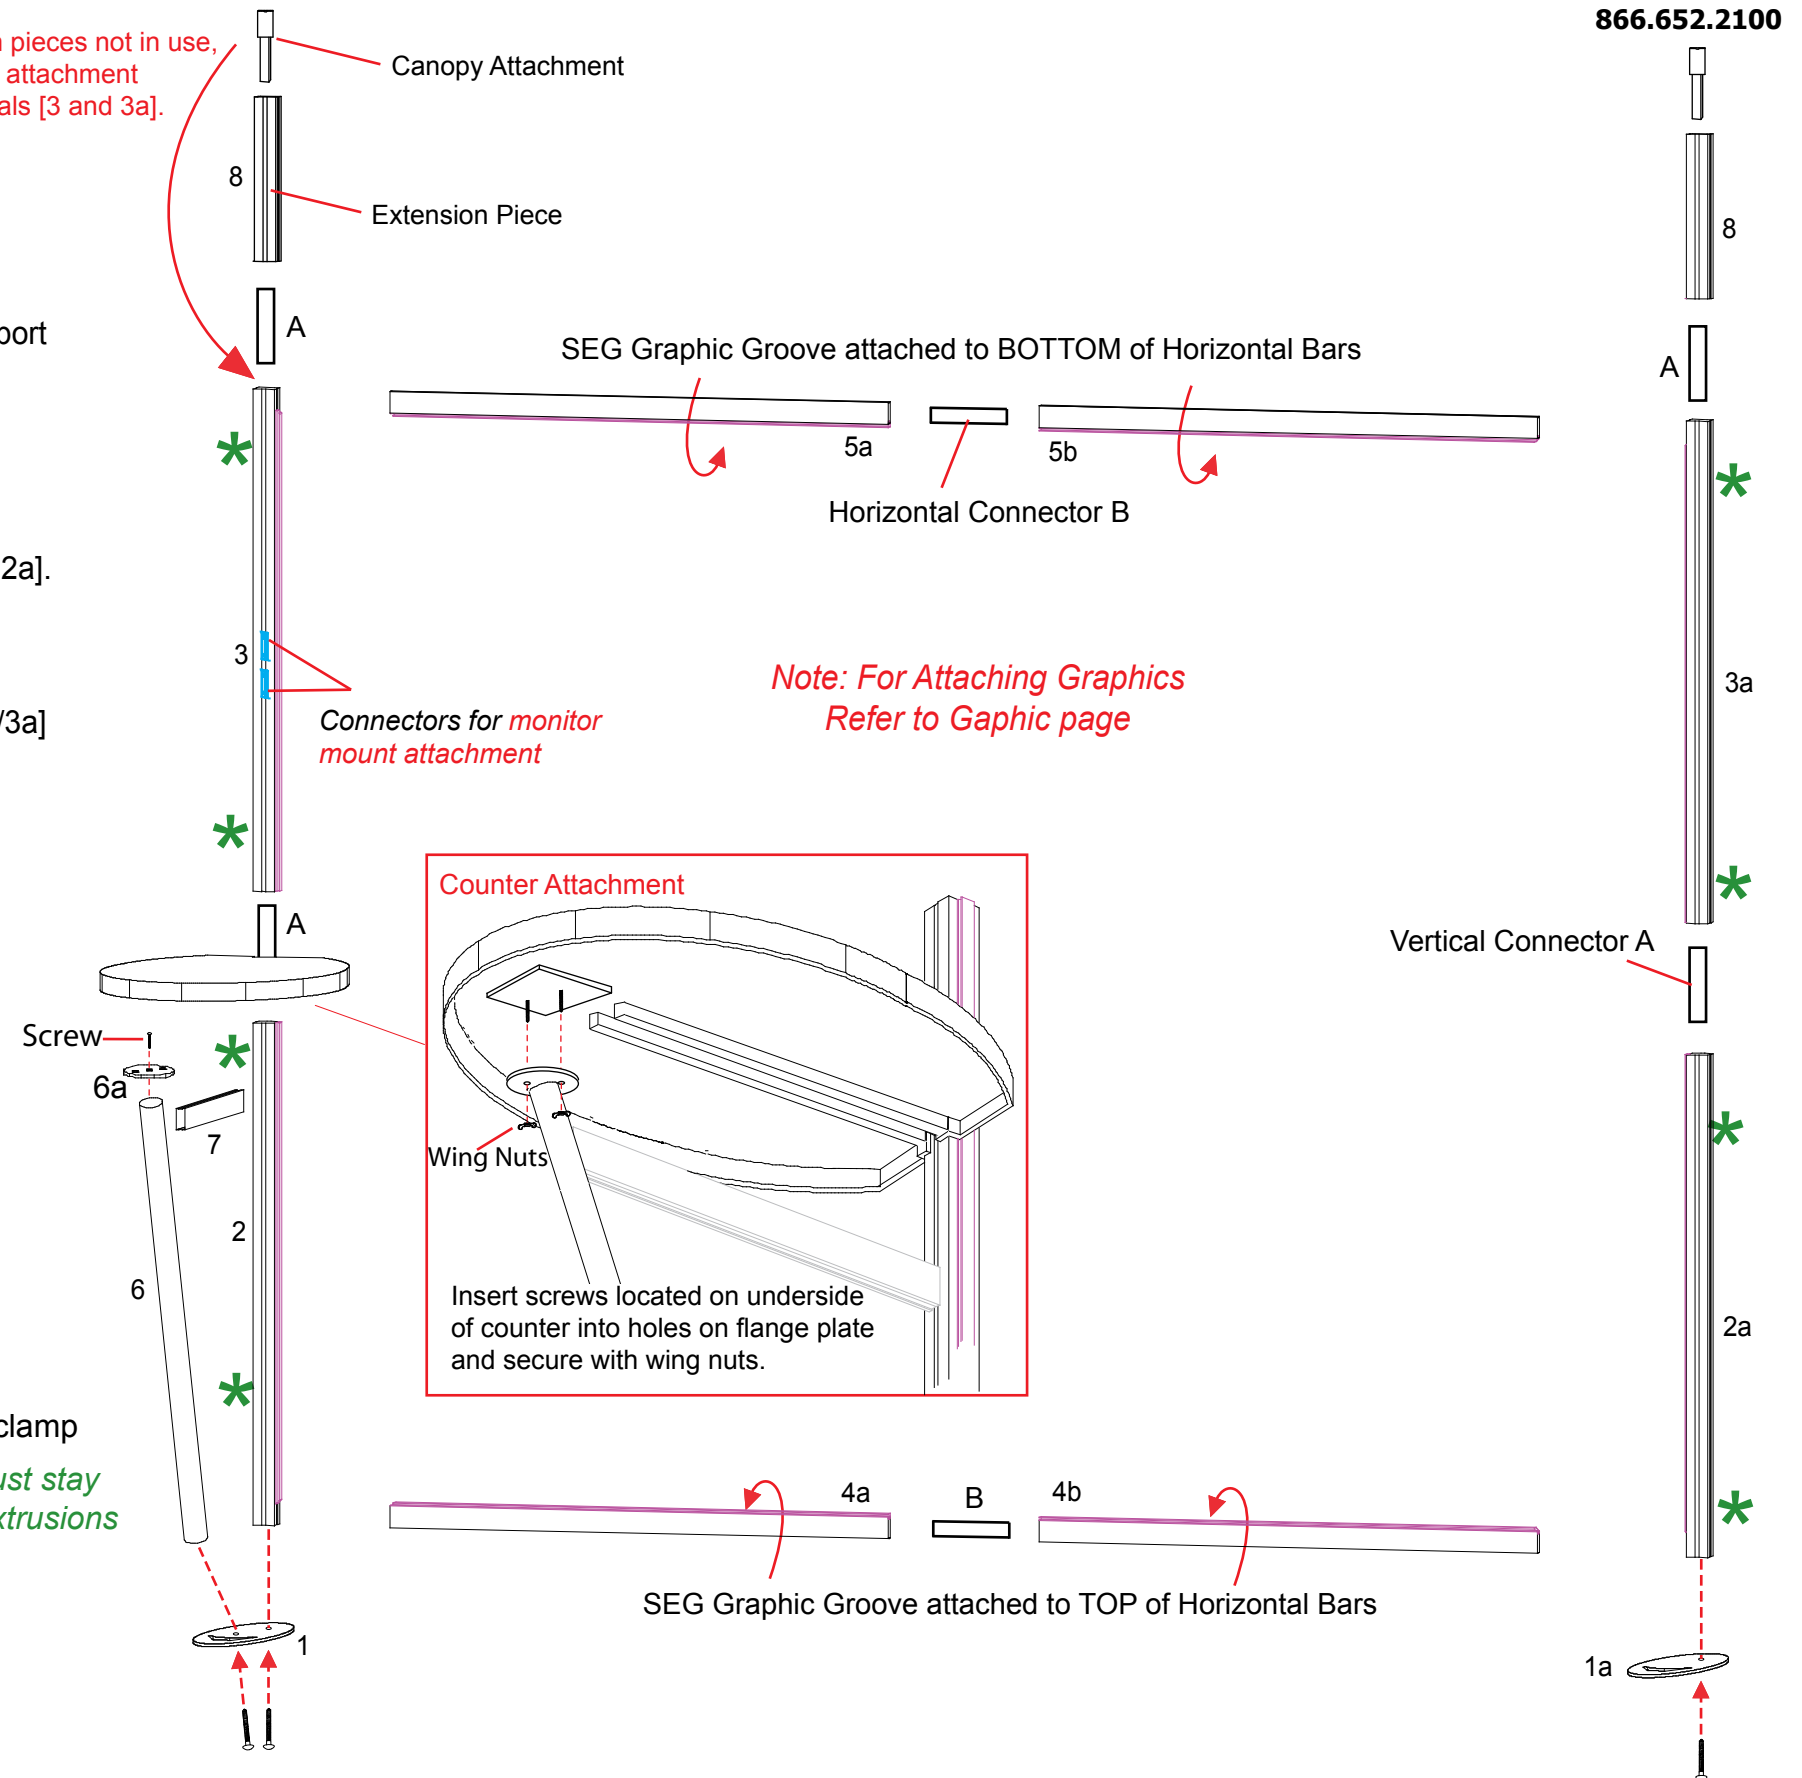 866.652.2100
pieces not in use,
attachment
[3 and 3a].
Canopy Attachment
8
Extension Piece
8
A
SEG Graphic Groove attached to BOTTOM of Horizontal Bars
A
5a
5b
Horizontal Connector B
2a].
3
3a
Note: For Attaching Graphics
Refer to Gaphic page
/3a]
Connectors for monitor
mount attachment
Counter Attachment
A
Vertical Connector A
Screw
6a
7
Wing Nuts
2
6
Insert screws located on underside
of counter into holes on flange plate
and secure with wing nuts.
2a
clamp
stay
4a
B
4b
SEG Graphic Groove attached to TOP of Horizontal Bars
1
1a